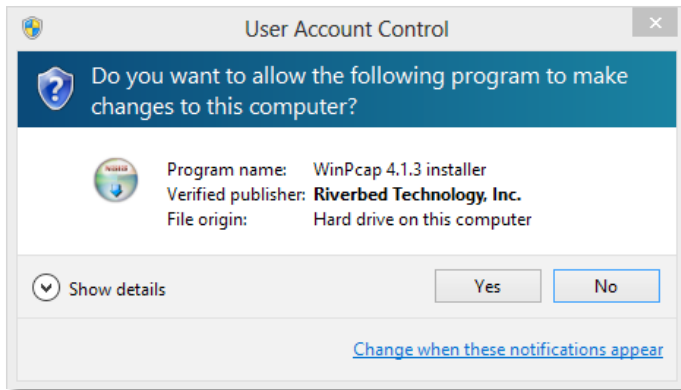 User Account Control
Do you want to allow the following program to make
changes to this computer?
Program name: WinPcap 4.1.3 installer
Verified publisher: Riverbed Technology, Inc.
File origin: Hard drive on this computer
Show details
Yes
No
Change when these notifications appear